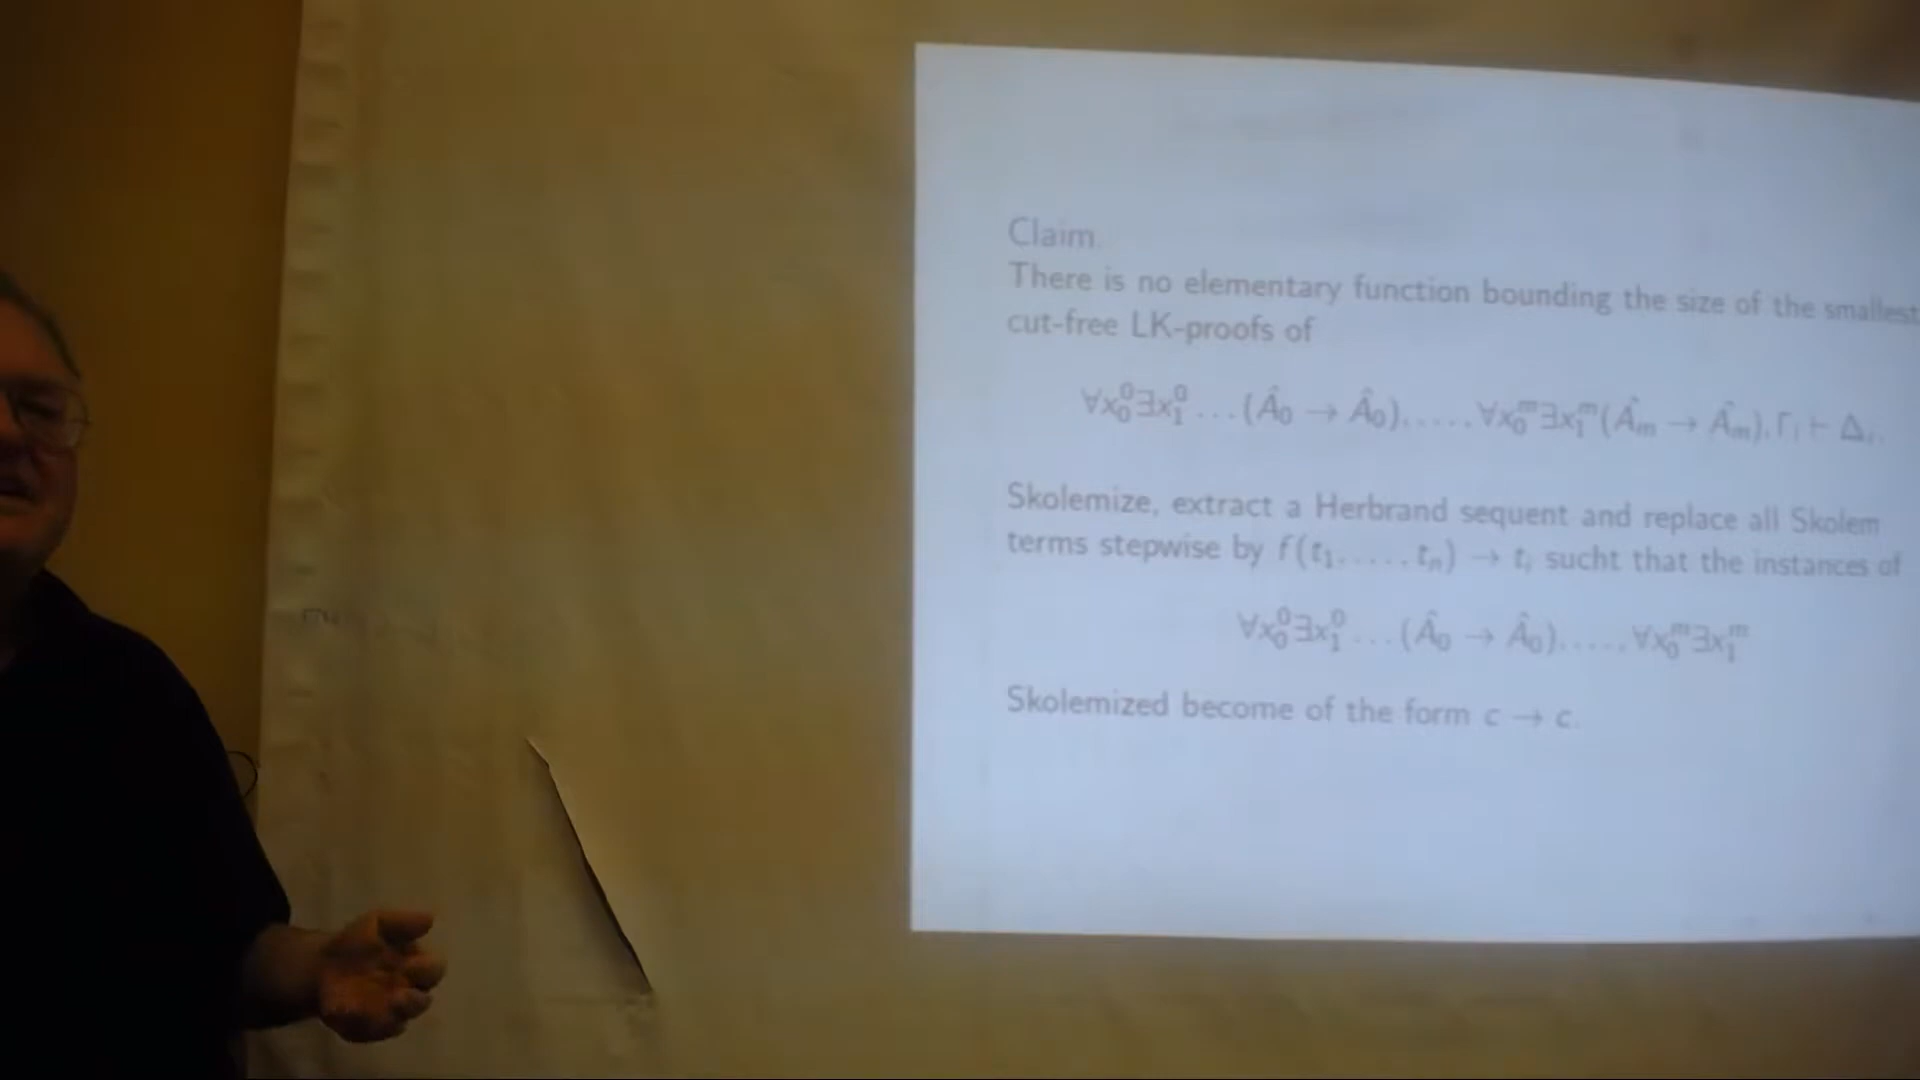 Claim.
There is no elementary function bounding the size of the smallest
cut-free LK-proofs of
∀x₀⁰∃x₁⁰ . . . (Â₀ → Â₀), . . . . , ∀x₀ᵐ∃x₁ᵐ(Âₘ → Âₘ), Γᵢ ⊢ Δᵢ.
Skolemize, extract a Herbrand sequent and replace all Skolem
terms stepwise by f(t₁, . . . , tₙ) → tᵢ sucht that the instances of
∀x₀⁰∃x₁⁰ . . . (Â₀ → Â₀), . . . . , ∀x₀ᵐ∃x₁ᵐ
Skolemized become of the form c → c.